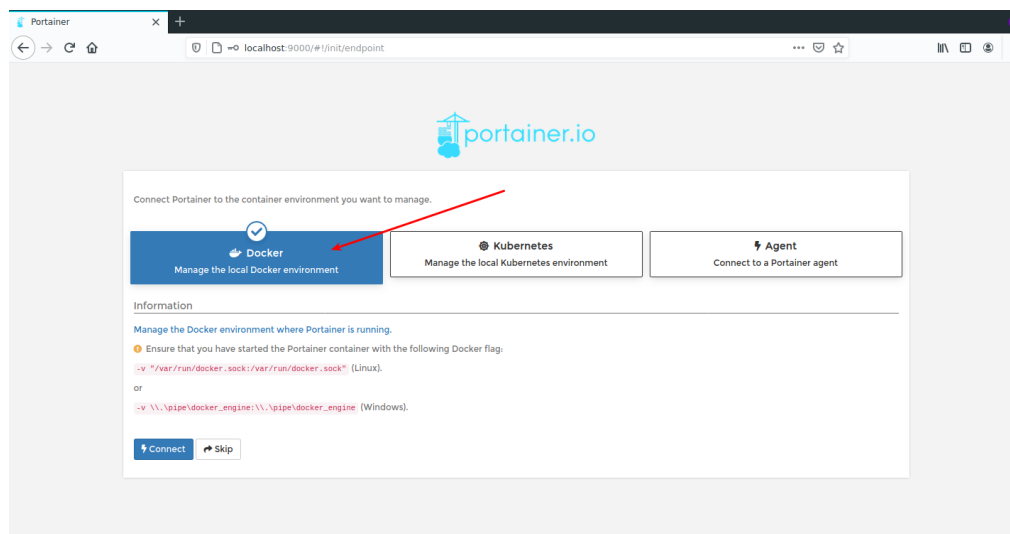 Portainer
localhost:9000/#!/init/endpoint
portainer.io
Connect Portainer to the container environment you want to manage.
Docker
Manage the local Docker environment
Kubernetes
Manage the local Kubernetes environment
Agent
Connect to a Portainer agent
Information
Manage the Docker environment where Portainer is running.
Ensure that you have started the Portainer container with the following Docker flag:
-v "/var/run/docker.sock:/var/run/docker.sock" (Linux).
or
-v \\.\pipe\docker_engine:\\.\pipe\docker_engine (Windows).
Connect Skip